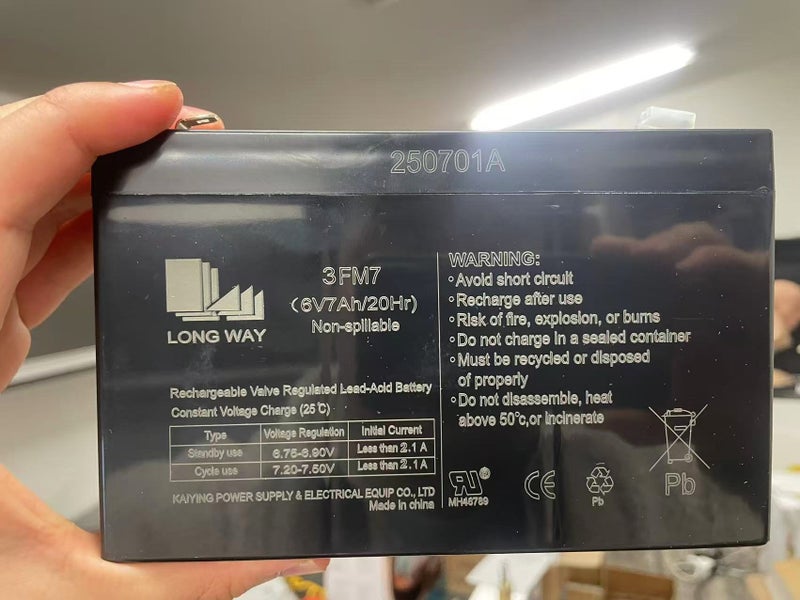 250701A
LONG WAY
3FM7
(6V7Ah/20Hr)
Non-spillable
Rechargeable Valve Regulated Lead-Acid Battery
Constant Voltage Charge (25℃)
Type Voltage Regulation Initial Current
Standby use 6.75-6.90V Less than 2.1A
Cycle use 7.20-7.50V Less than 2.1A
KAIYING POWER SUPPLY & ELECTRICAL EQUIP CO., LTD
Made in china
WARNING:
°Avoid short circuit
°Recharge after use
°Risk of fire, explosion, or burns
°Do not charge in a sealed container
°Must be recycled or disposed
of properly
°Do not disassemble, heat
above 50℃,or incinerate
RU®
MH46789
CE
Pb
Pb